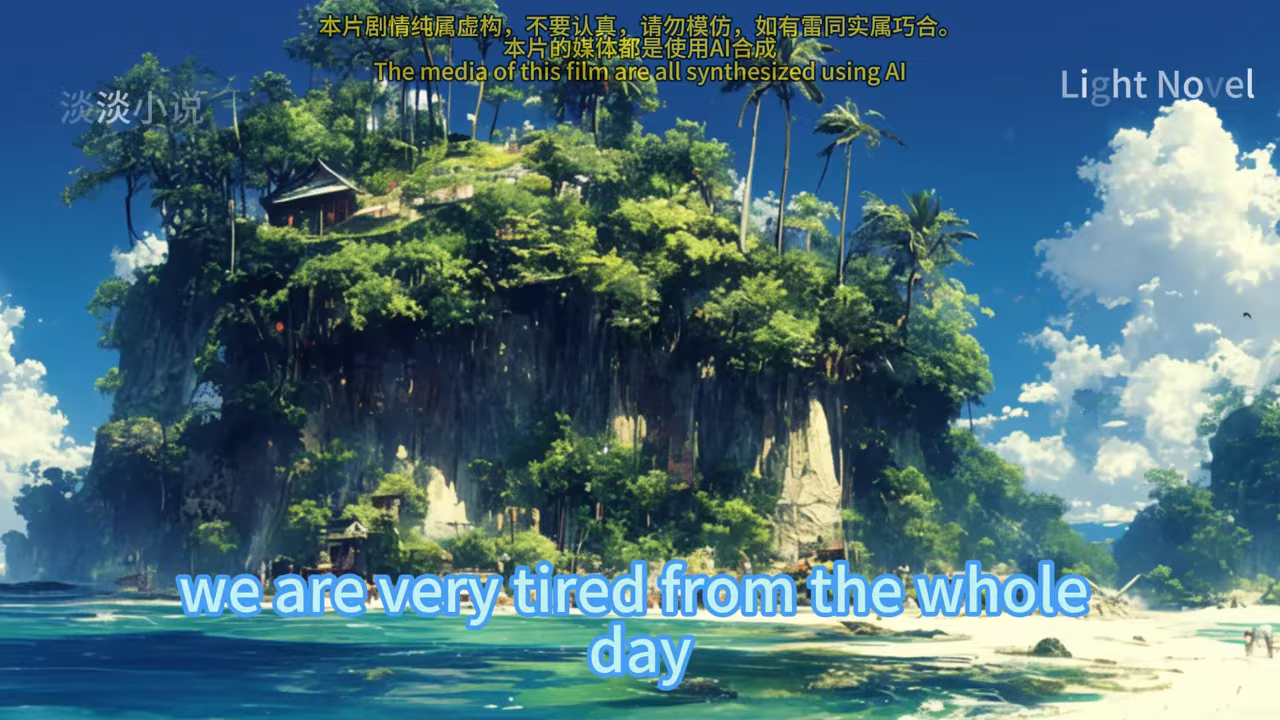 本片剧情纯属虚构，不要认真，请勿模仿，如有雷同实属巧合。
本片的媒体都是使用AI合成
The media of this film are all synthesized using AI
淡淡小说
Light Novel
we are very tired from the whole
day